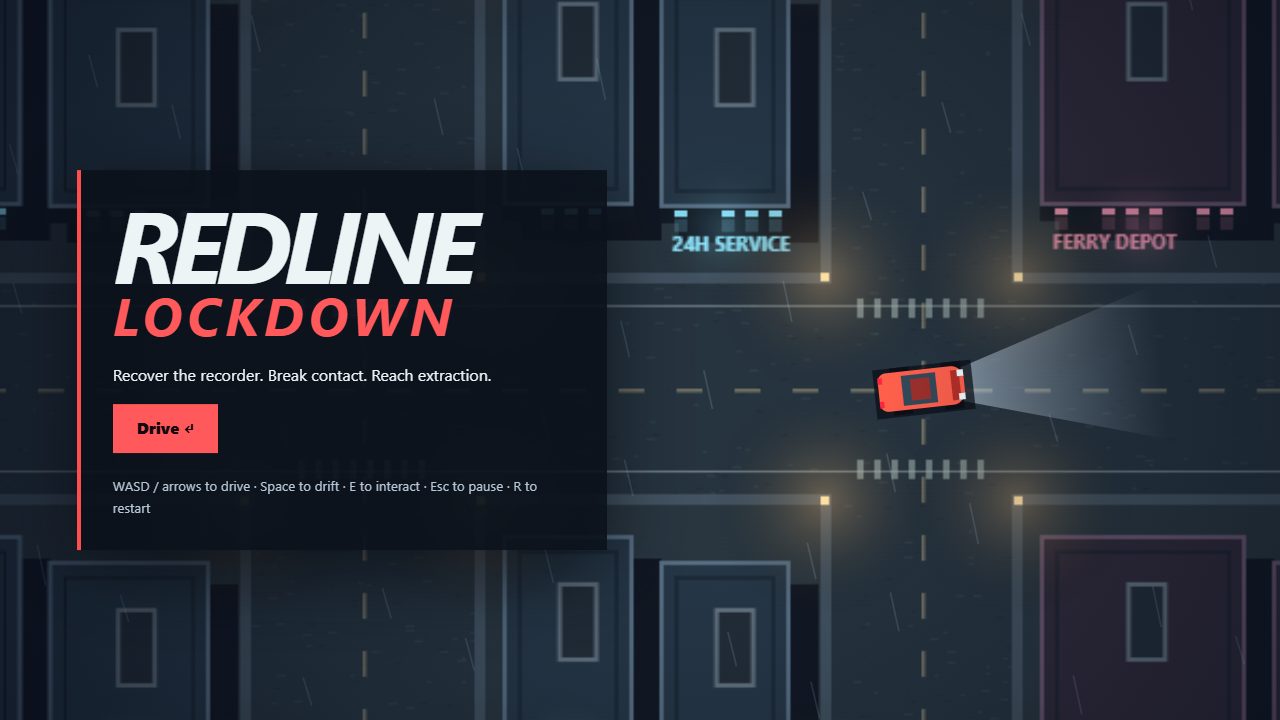 REDLINE
LOCKDOWN
Recover the recorder. Break contact. Reach extraction.
Drive ↵
WASD / arrows to drive · Space to drift · E to interact · Esc to pause · R to
restart
24H SERVICE
FERRY DEPOT